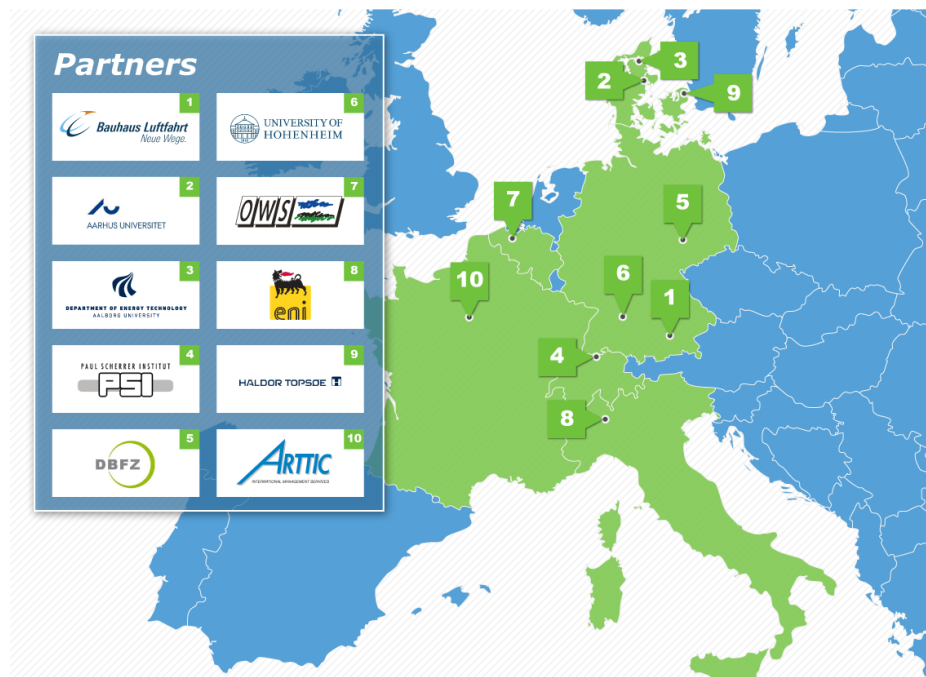 Partners
1
Bauhaus Luftfahrt
Neue Wege.
6
UNIVERSITY OF
HOHENHEIM
2
AARHUS UNIVERSITET
7
OWS
3
DEPARTMENT OF ENERGY TECHNOLOGY
AALBORG UNIVERSITY
8
eni
4
PAUL SCHERRER INSTITUT
PSI
9
HALDOR TOPSØE
5
DBFZ
10
ARTTIC
INTERNATIONAL MANAGEMENT SERVICES
3
2
9
7
5
10
6
1
4
8